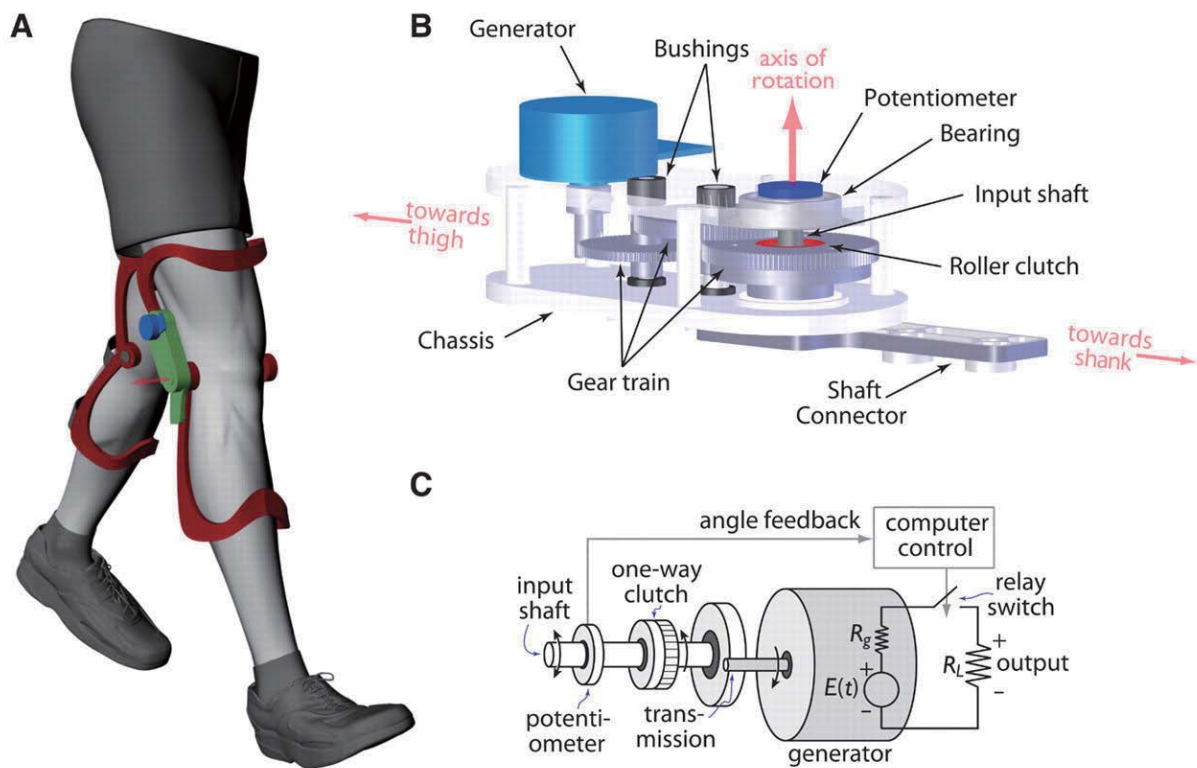 A
B
Generator
Bushings
axis of
rotation
Potentiometer
Bearing
Input shaft
Roller clutch
towards
thigh
Chassis
Gear train
towards
shank
Shaft
Connector
C
angle feedback
computer
control
input
shaft
one-way
clutch
relay
switch
Rg
E(t)
+
−
RL
+
output
−
potenti-
ometer
trans-
mission
generator